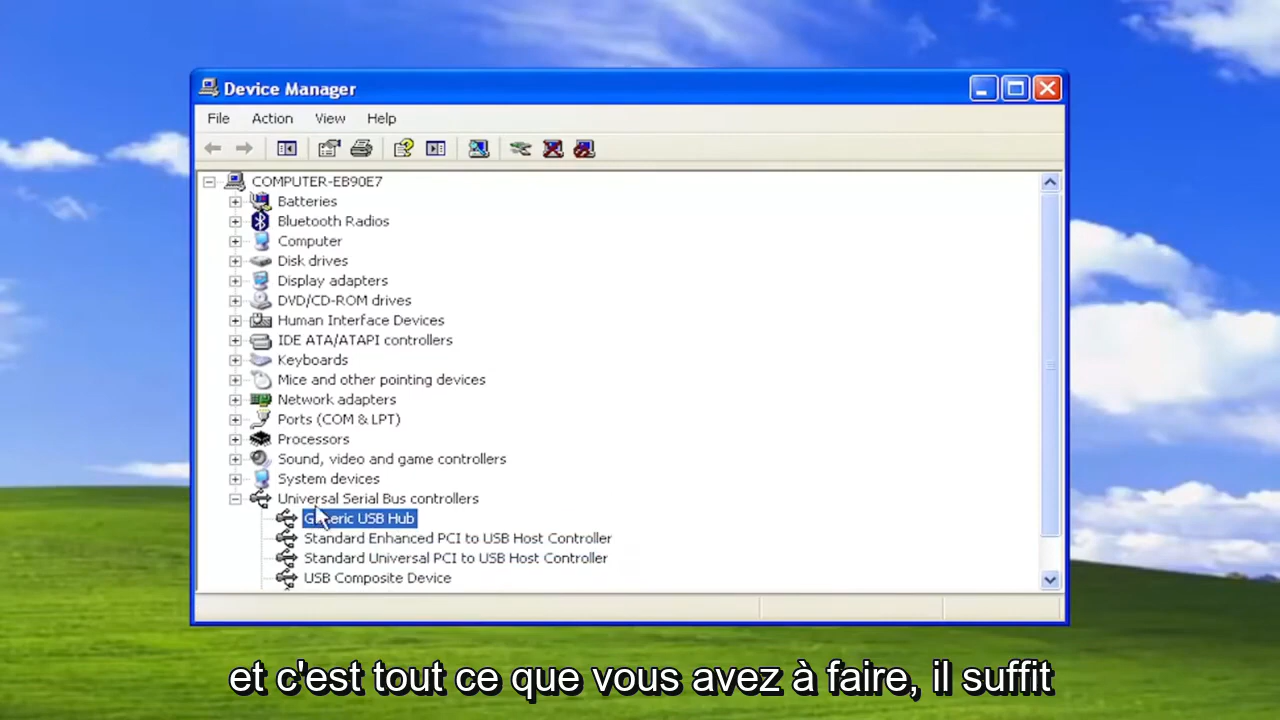 Device Manager
File Action View Help
COMPUTER-EB90E7
Batteries
Bluetooth Radios
Computer
Disk drives
Display adapters
DVD/CD-ROM drives
Human Interface Devices
IDE ATA/ATAPI controllers
Keyboards
Mice and other pointing devices
Network adapters
Ports (COM & LPT)
Processors
Sound, video and game controllers
System devices
Universal Serial Bus controllers
Generic USB Hub
Standard Enhanced PCI to USB Host Controller
Standard Universal PCI to USB Host Controller
USB Composite Device
et c'est tout ce que vous avez à faire, il suffit